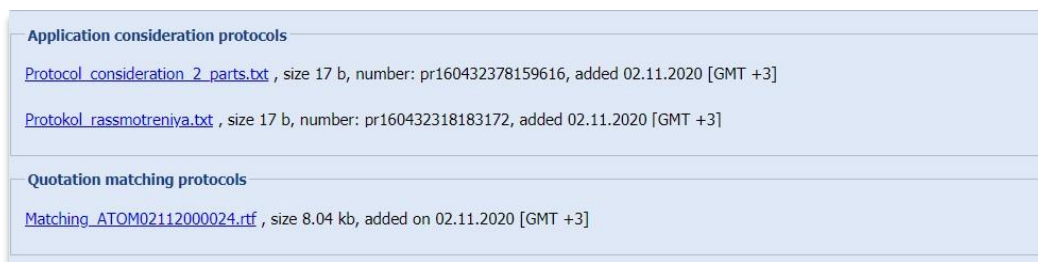 Application consideration protocols
Protocol_consideration_2_parts.txt , size 17 b, number: pr160432378159616, added 02.11.2020 [GMT +3]
Protokol_rassmotreniya.txt , size 17 b, number: pr160432318183172, added 02.11.2020 [GMT +3]
Quotation matching protocols
Matching_ATOM02112000024.rtf , size 8.04 kb, added on 02.11.2020 [GMT +3]